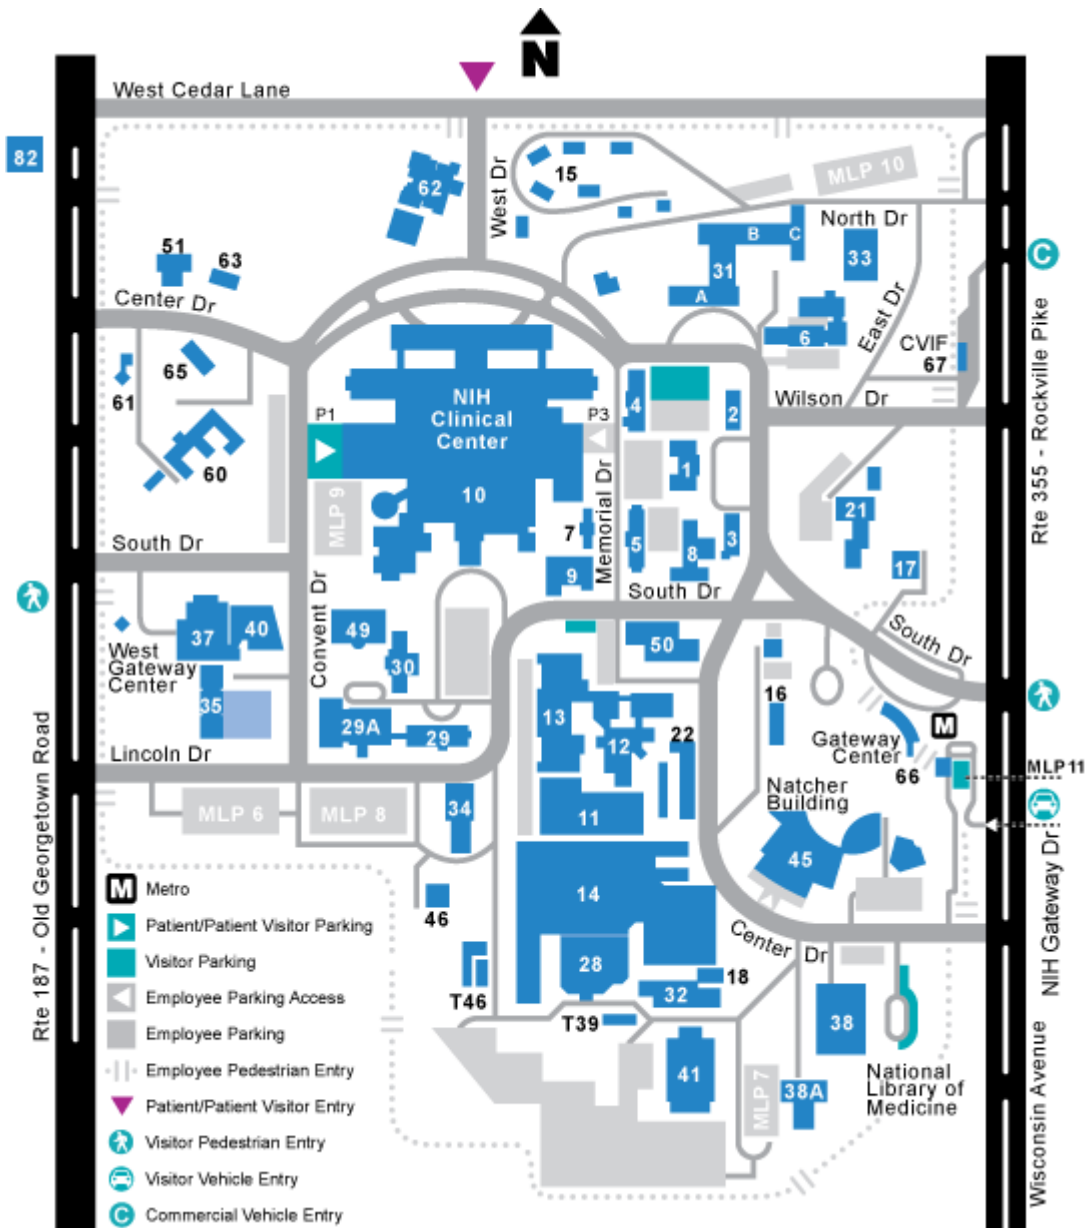 N
West Cedar Lane
82
62
West Dr
15
MLP 10
North Dr
B
C
31
A
33
C
51
63
Center Dr
6
East Dr
CVIF
67
Rte 355 - Rockville Pike
65
61
60
P1
NIH
Clinical
Center
P3
10
MLP 9
4
2
Wilson Dr
1
Memorial Dr
7
5
8
3
9
21
17
South Dr
South Dr
South Dr
37
40
West
Gateway
Center
35
Convent Dr
49
30
29A
29
50
13
12
22
16
M
Gateway
Center
66
MLP 11
Lincoln Dr
MLP 6
MLP 8
34
11
Natcher
Building
45
NIH Gateway Dr
Rte 187 - Old Georgetown Road
14
46
Center Dr
28
18
T46
32
T39
38
41
MLP 7
38A
National
Library of
Medicine
Wisconsin Avenue
M Metro
Patient/Patient Visitor Parking
Visitor Parking
Employee Parking Access
Employee Parking
Employee Pedestrian Entry
Patient/Patient Visitor Entry
Visitor Pedestrian Entry
Visitor Vehicle Entry
C Commercial Vehicle Entry